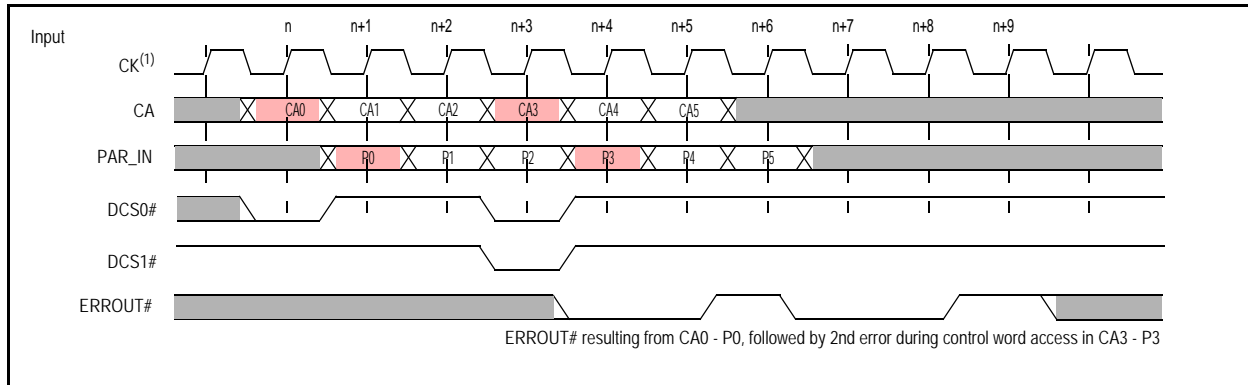 Input
n n+1 n+2 n+3 n+4 n+5 n+6 n+7 n+8 n+9
CK(1)
CA CA0 CA1 CA2 CA3 CA4 CA5
PAR_IN P0 P1 P2 P3 P4 P5
DCS0#
DCS1#
ERROUT#
ERROUT# resulting from CA0 - P0, followed by 2nd error during control word access in CA3 - P3